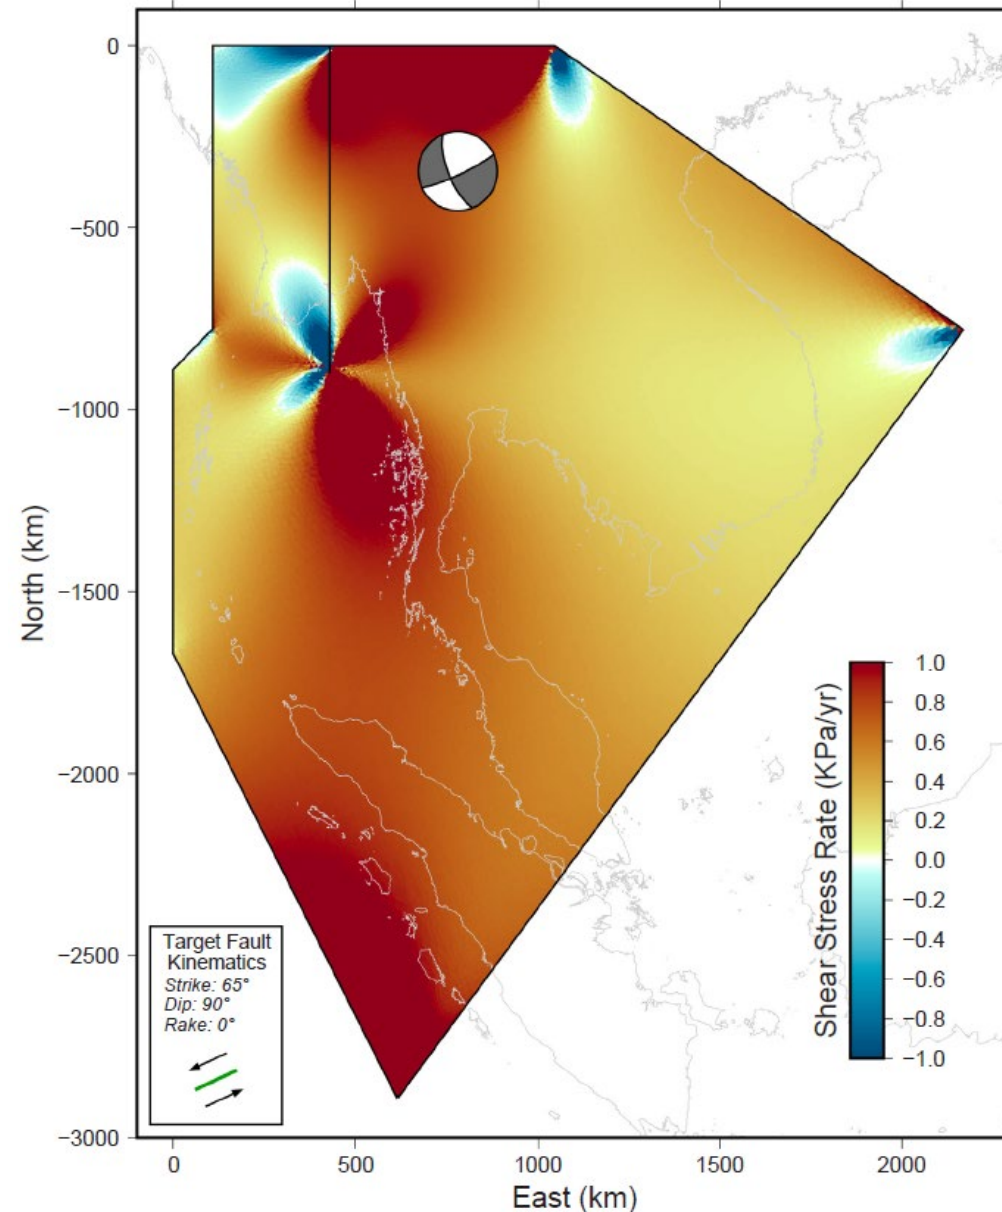 0
−500
−1000
−1500
−2000
−2500
−3000
North (km)
0
500
1000
1500
2000
East (km)
Target Fault
Kinematics
Strike: 65°
Dip: 90°
Rake: 0°
Shear Stress Rate (KPa/yr)
1.0
0.8
0.6
0.4
0.2
0.0
−0.2
−0.4
−0.6
−0.8
−1.0